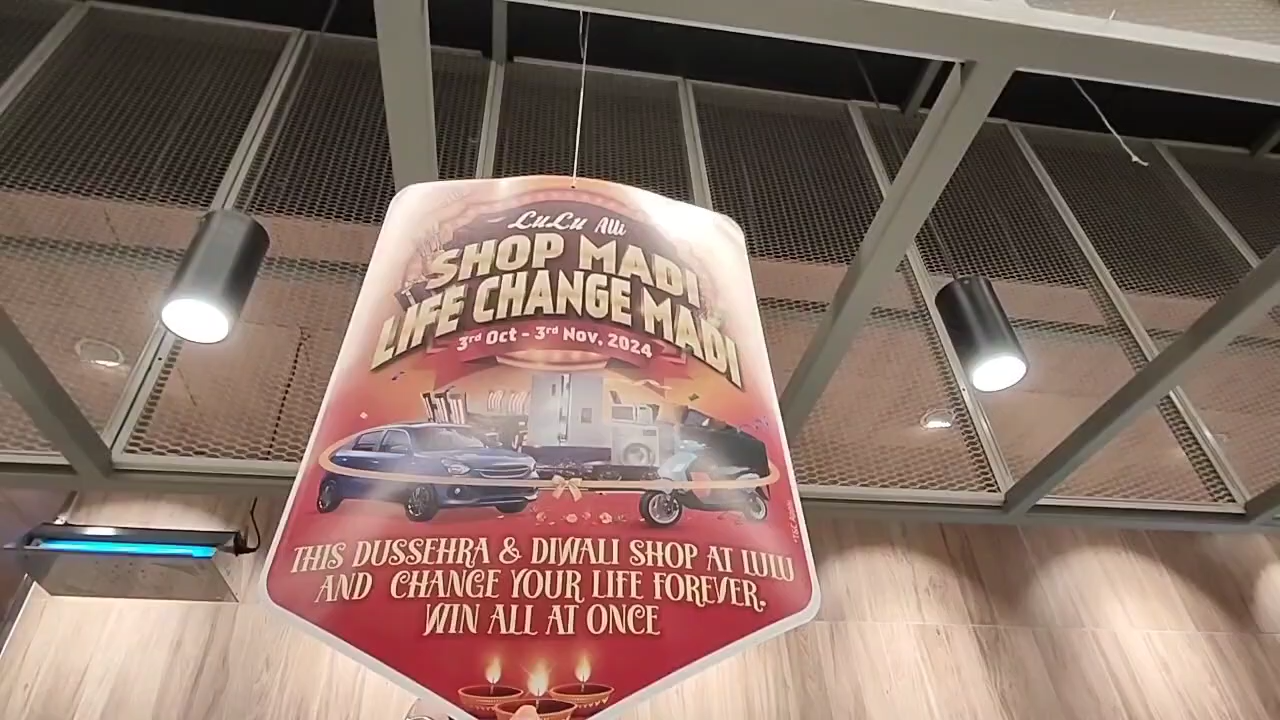 LuLu Alli
SHOP MADI
LIFE CHANGE MADI
3rd Oct - 3rd Nov, 2024
*T&C Apply
THIS DUSSEHRA & DIWALI SHOP AT LULU
AND CHANGE YOUR LIFE FOREVER.
WIN ALL AT ONCE